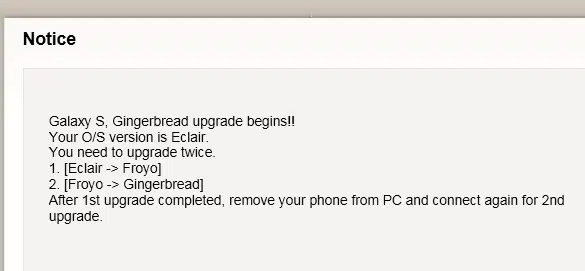 Notice
Galaxy S, Gingerbread upgrade begins!!
Your O/S version is Eclair.
You need to upgrade twice.
1. [Eclair -> Froyo]
2. [Froyo -> Gingerbread]
After 1st upgrade completed, remove your phone from PC and connect again for 2nd
upgrade.